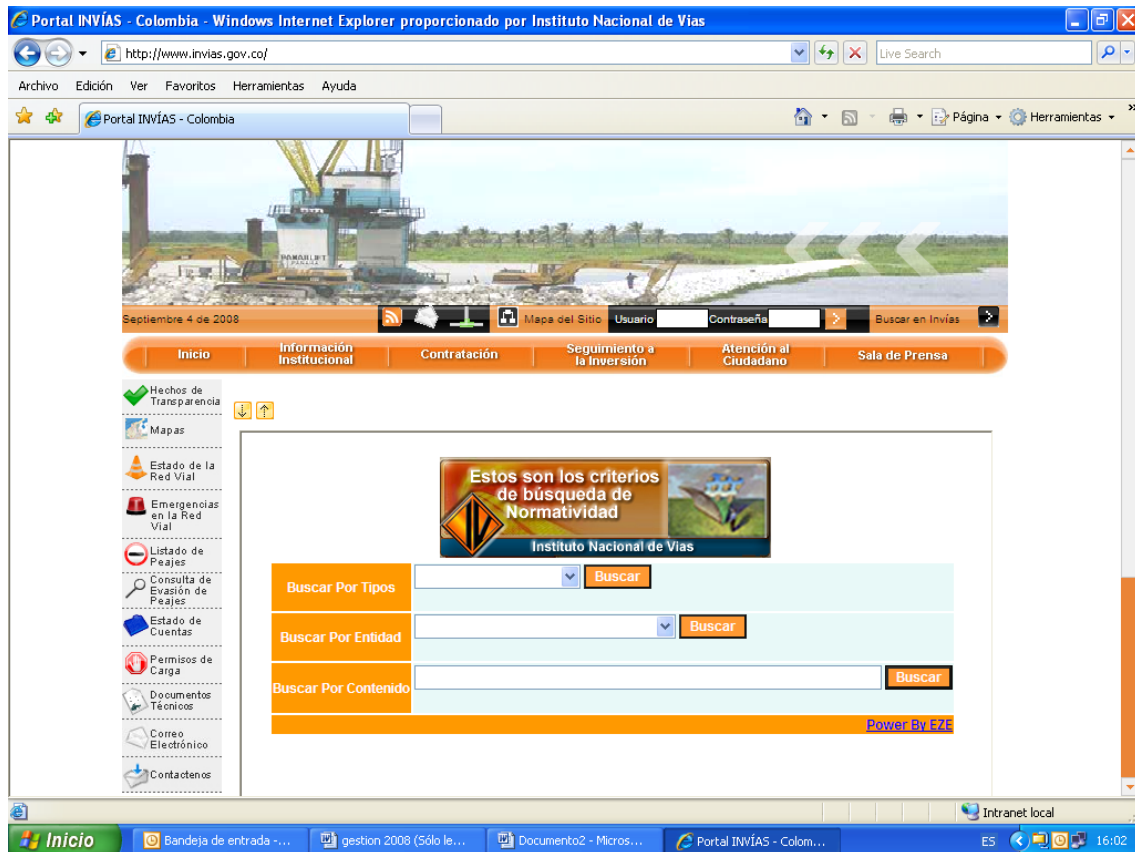 Portal INVÍAS - Colombia - Windows Internet Explorer proporcionado por Instituto Nacional de Vias
http://www.invias.gov.co/
Live Search
Archivo Edición Ver Favoritos Herramientas Ayuda
Portal INVÍAS - Colombia
Página
Herramientas
Septiembre 4 de 2008
Mapa del Sitio
Usuario
Contraseña
Buscar en Invías
Inicio
Información
Institucional
Contratación
Seguimiento a
la Inversión
Atención al
Ciudadano
Sala de Prensa
Hechos de
Transparencia
Mapas
Estado de la
Red Vial
Emergencias
en la Red
Vial
Listado de
Peajes
Consulta de
Evasión de
Peajes
Estado de
Cuentas
Permisos de
Carga
Documentos
Técnicos
Correo
Electrónico
Contactenos
Estos son los criterios
de búsqueda de
Normatividad
Instituto Nacional de Vias
Buscar Por Tipos
Buscar
Buscar Por Entidad
Buscar
Buscar Por Contenido
Buscar
Power By EZE
Intranet local
Inicio
Bandeja de entrada -...
gestion 2008 (Sólo le...
Documento2 - Micros...
Portal INVÍAS - Colom...
ES
16:02